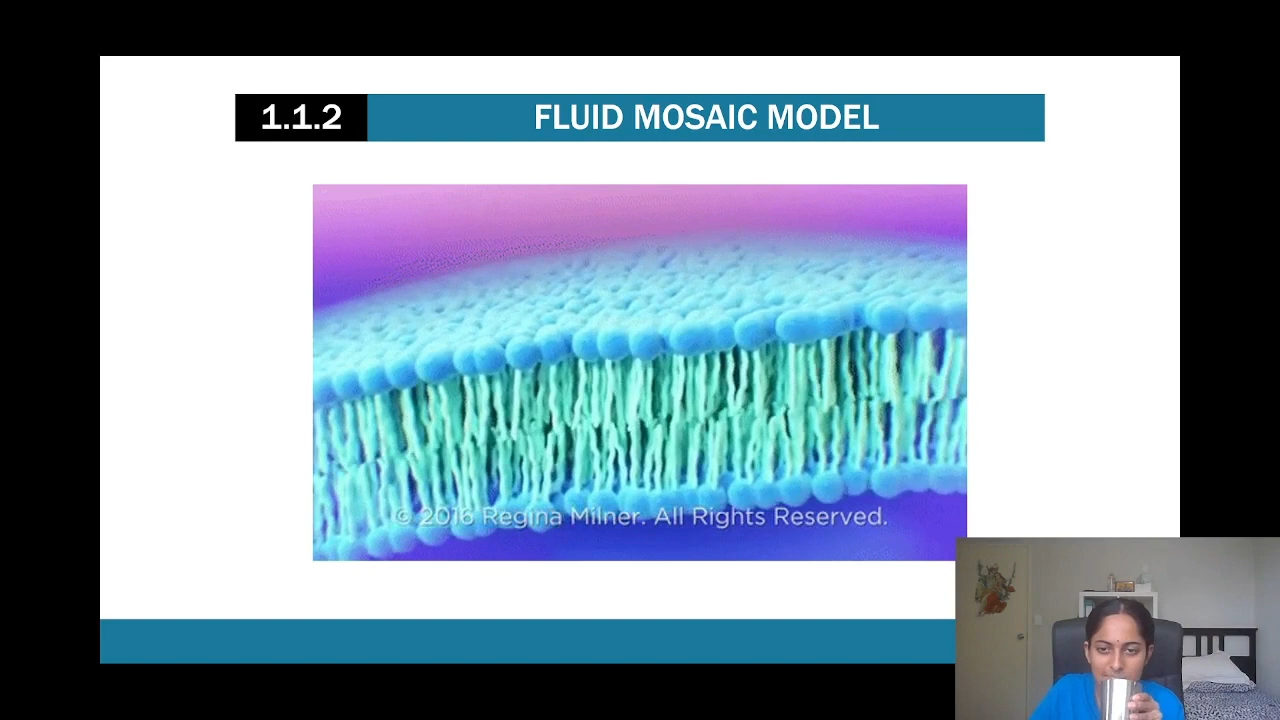 1.1.2
FLUID MOSAIC MODEL
© 2016 Regina Milner. All Rights Reserved.